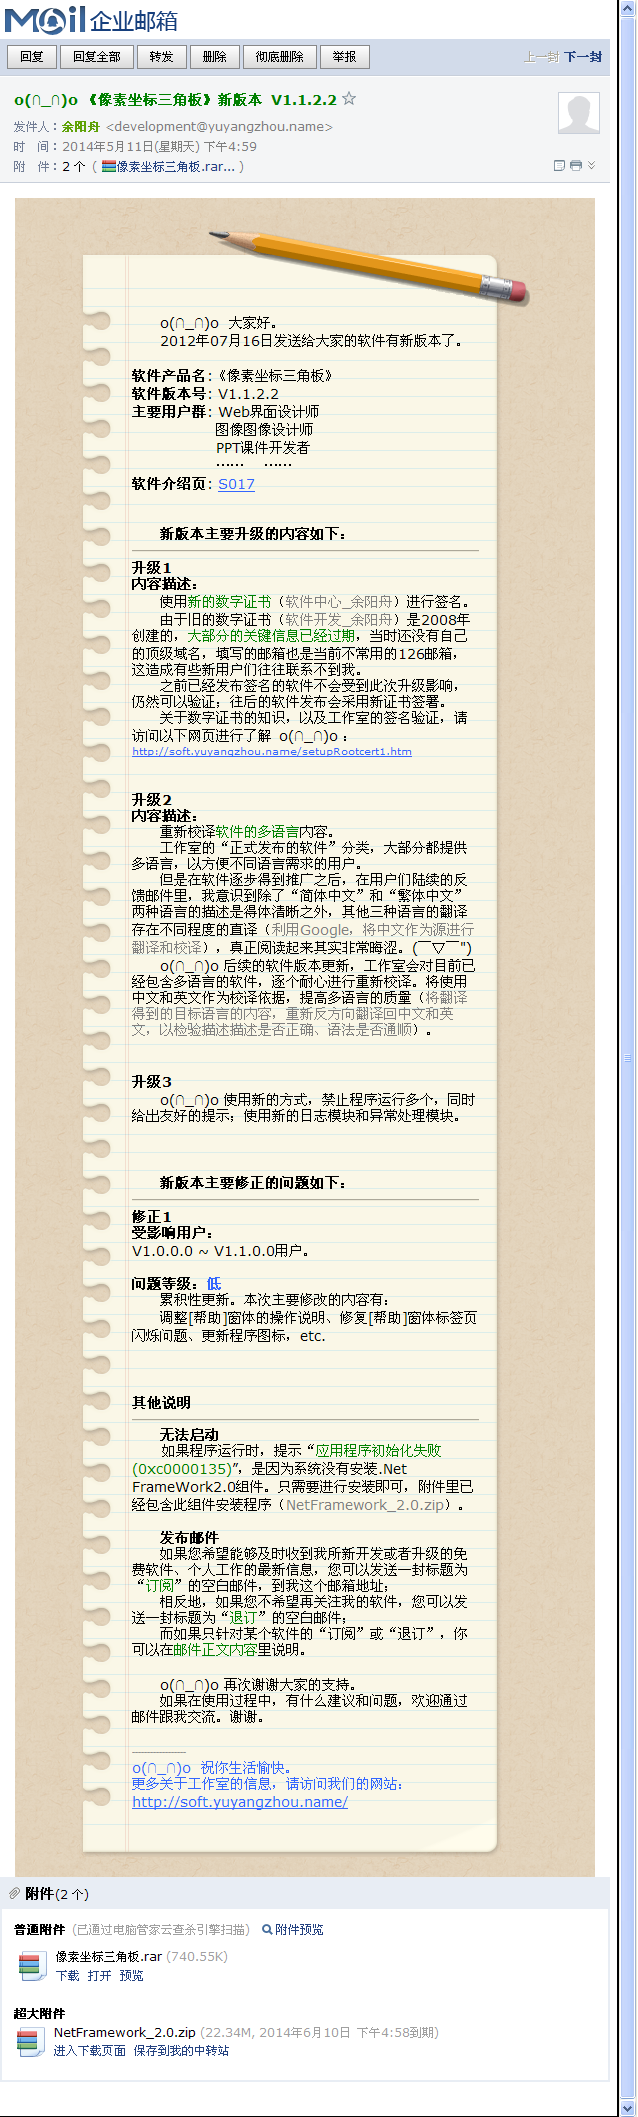 Mail 企业邮箱
回复 回复全部 转发 删除 彻底删除 举报 上一封 下一封
o(∩_∩)o 《像素坐标三角板》新版本 V1.1.2.2 ☆
发件人：余阳舟 <development@yuyangzhou.name>
时 间：2014年5月11日(星期天) 下午4:59
附 件：2 个 ( 像素坐标三角板.rar... )
o(∩_∩)o 大家好。
2012年07月16日发送给大家的软件有新版本了。
软件产品名：《像素坐标三角板》
软件版本号：V1.1.2.2
主要用户群：Web界面设计师
图像图像设计师
PPT课件开发者
…… ……
软件介绍页：S017
新版本主要升级的内容如下：
升级1
内容描述：
使用新的数字证书（软件中心_余阳舟）进行签名。
由于旧的数字证书（软件开发_余阳舟）是2008年
创建的，大部分的关键信息已经过期，当时还没有自己
的顶级域名，填写的邮箱也是当前不常用的126邮箱，
这造成有些新用户们往往联系不到我。
之前已经发布签名的软件不会受到此次升级影响，
仍然可以验证；往后的软件发布会采用新证书签署。
关于数字证书的知识，以及工作室的签名验证，请
访问以下网页进行了解 o(∩_∩)o ：
http://soft.yuyangzhou.name/setupRootcert1.htm
升级2
内容描述：
重新校译软件的多语言内容。
工作室的“正式发布的软件”分类，大部分都提供
多语言，以方便不同语言需求的用户。
但是在软件逐步得到推广之后，在用户们陆续的反
馈邮件里，我意识到除了“简体中文”和“繁体中文”
两种语言的描述是得体清晰之外，其他三种语言的翻译
存在不同程度的直译（利用Google，将中文作为源进行
翻译和校译），真正阅读起来其实非常晦涩。(￣▽￣")
o(∩_∩)o 后续的软件版本更新，工作室会对目前已
经包含多语言的软件，逐个耐心进行重新校译。将使用
中文和英文作为校译依据，提高多语言的质量（将翻译
得到的目标语言的内容，重新反方向翻译回中文和英
文，以检验描述描述是否正确、语法是否通顺）。
升级3
o(∩_∩)o 使用新的方式，禁止程序运行多个，同时
给出友好的提示；使用新的日志模块和异常处理模块。
新版本主要修正的问题如下：
修正1
受影响用户：
V1.0.0.0 ~ V1.1.0.0用户。
问题等级：低
累积性更新。本次主要修改的内容有：
调整[帮助]窗体的操作说明、修复[帮助]窗体标签页
闪烁问题、更新程序图标，etc.
其他说明
无法启动
如果程序运行时，提示“应用程序初始化失败
(0xc0000135)”，是因为系统没有安装.Net
FrameWork2.0组件。只需要进行安装即可，附件里已
经包含此组件安装程序（NetFramework_2.0.zip）。
发布邮件
如果您希望能够及时收到我所新开发或者升级的免
费软件、个人工作的最新信息，您可以发送一封标题为
“订阅”的空白邮件，到我这个邮箱地址；
相反地，如果您不希望再关注我的软件，您可以发
送一封标题为“退订”的空白邮件；
而如果只针对某个软件的“订阅”或“退订”，你
可以在邮件正文内容里说明。
o(∩_∩)o 再次谢谢大家的支持。
如果在使用过程中，有什么建议和问题，欢迎通过
邮件跟我交流。谢谢。
o(∩_∩)o 祝你生活愉快。
更多关于工作室的信息，请访问我们的网站：
http://soft.yuyangzhou.name/
附件(2 个)
普通附件 (已通过电脑管家云查杀引擎扫描) 附件预览
像素坐标三角板.rar (740.55K)
下载 打开 预览
超大附件
NetFramework_2.0.zip (22.34M, 2014年6月10日 下午4:58到期)
进入下载页面 保存到我的中转站